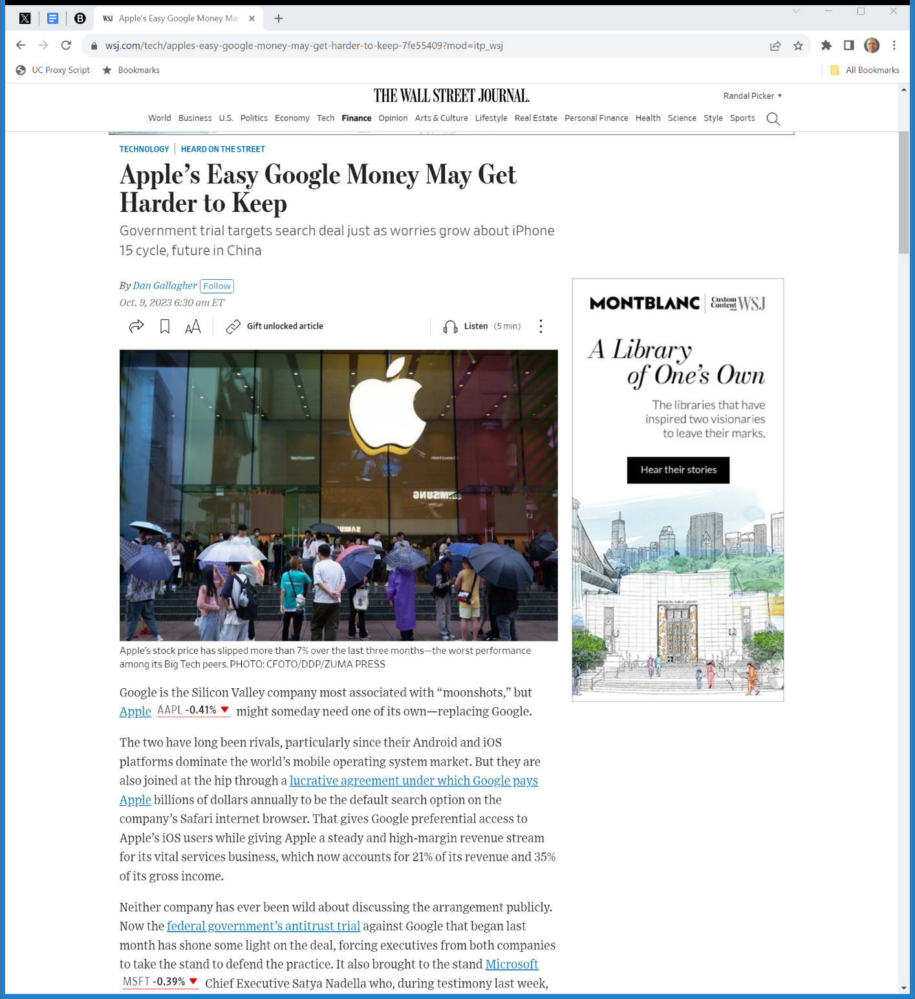 WSJ Apple's Easy Google Money May
wsj.com/tech/apples-easy-google-money-may-get-harder-to-keep-7fe55409?mod=itp_wsj
UC Proxy Script Bookmarks All Bookmarks
THE WALL STREET JOURNAL.
Randal Picker
World Business U.S. Politics Economy Tech Finance Opinion Arts & Culture Lifestyle Real Estate Personal Finance Health Science Style Sports
TECHNOLOGY HEARD ON THE STREET
Apple's Easy Google Money May Get
Harder to Keep
Government trial targets search deal just as worries grow about iPhone
15 cycle, future in China
By Dan Gallagher Follow
Oct. 9, 2023 6:30 am ET
AA Gift unlocked article Listen (5 min)
SAMSUNG
Apple's stock price has slipped more than 7% over the last three months—the worst performance
among its Big Tech peers. PHOTO: CFOTO/DDP/ZUMA PRESS
Google is the Silicon Valley company most associated with “moonshots,” but
Apple AAPL -0.41% ▼ might someday need one of its own—replacing Google.
The two have long been rivals, particularly since their Android and iOS
platforms dominate the world's mobile operating system market. But they are
also joined at the hip through a lucrative agreement under which Google pays
Apple billions of dollars annually to be the default search option on the
company's Safari internet browser. That gives Google preferential access to
Apple's iOS users while giving Apple a steady and high-margin revenue stream
for its vital services business, which now accounts for 21% of its revenue and 35%
of its gross income.
Neither company has ever been wild about discussing the arrangement publicly.
Now the federal government's antitrust trial against Google that began last
month has shone some light on the deal, forcing executives from both companies
to take the stand to defend the practice. It also brought to the stand Microsoft
MSFT -0.39% ▼ Chief Executive Satya Nadella who, during testimony last week,
MONTBLANC Custom Content WSJ
A Library
of One's Own
The libraries that have
inspired two visionaries
to leave their marks.
Hear their stories
BROOKLYN PUBLIC LIBRARY